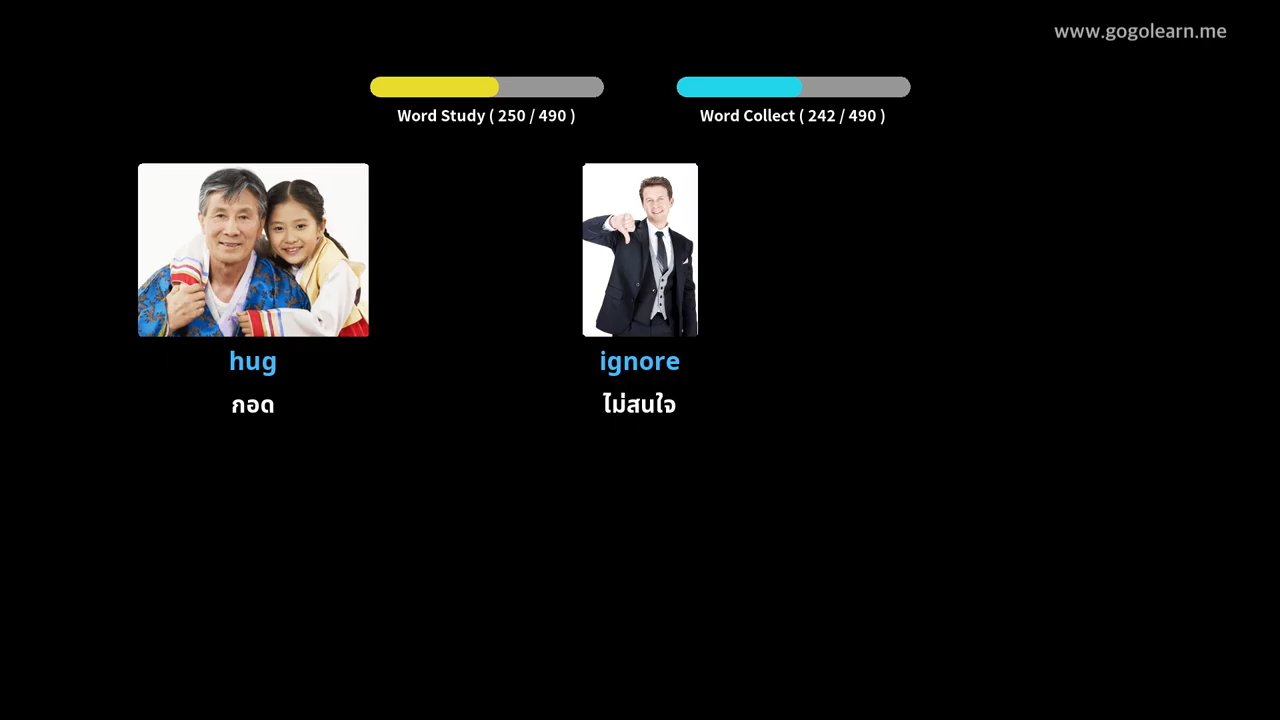 www.gogolearn.me
Word Study ( 250 / 490 )
Word Collect ( 242 / 490 )
hug
ignore
กอด
ไม่สนใจ